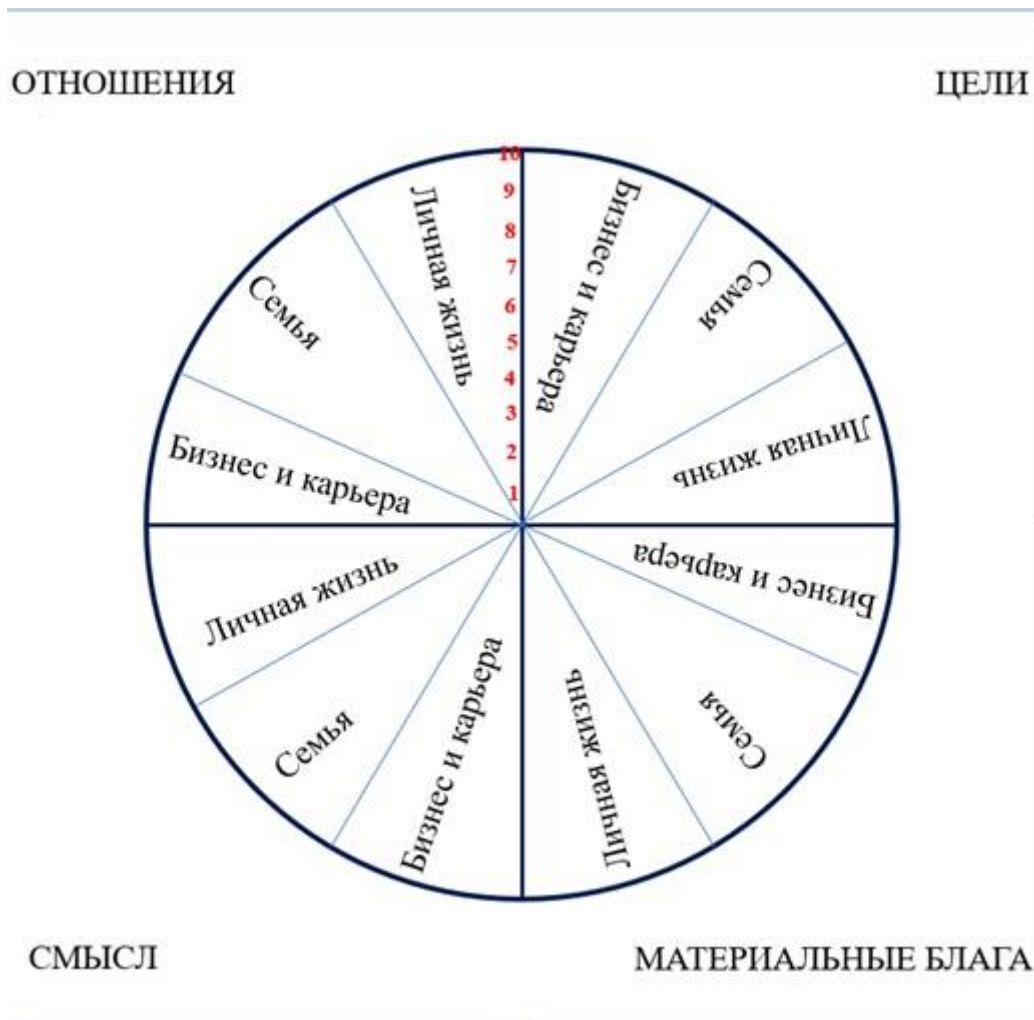 ОТНОШЕНИЯ
ЦЕЛИ
10
9
8
7
6
5
4
3
2
1
Личная жизнь
Семья
Бизнес и карьера
Бизнес и карьера
Семья
Личная жизнь
Личная жизнь
Семья
Бизнес и карьера
Бизнес и карьера
Семья
Личная жизнь
СМЫСЛ
МАТЕРИАЛЬНЫЕ БЛАГА